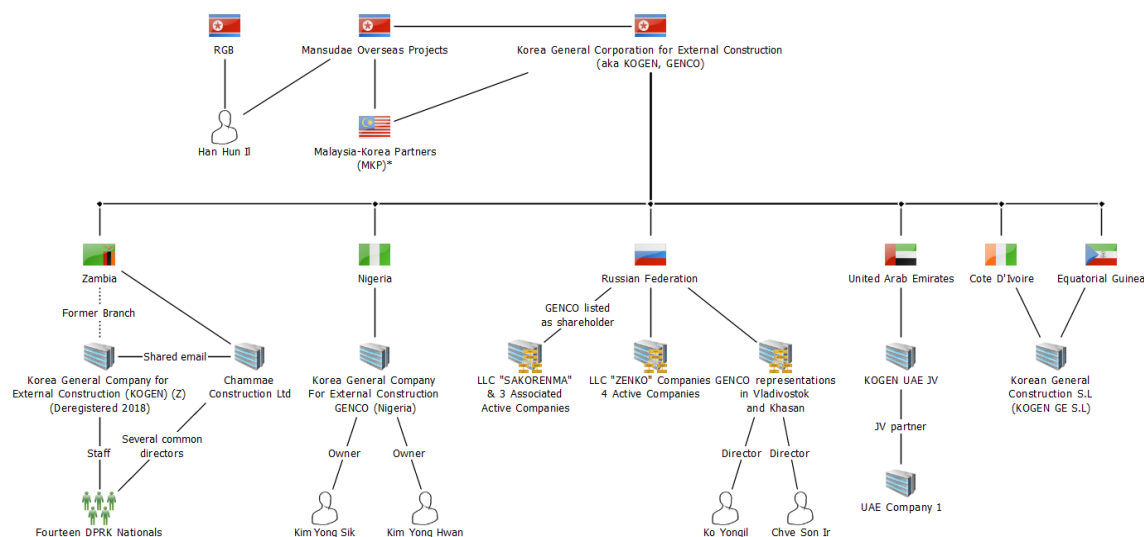 RGB
Mansudae Overseas Projects
Korea General Corporation for External Construction
(aka KOGEN, GENCO)
Han Hun Il
Malaysia-Korea Partners
(MKP)*
Zambia
Nigeria
Russian Federation
United Arab Emirates
Cote D'Ivoire
Equatorial Guinea
Former Branch
GENCO listed
as shareholder
Shared email
Korea General Company for
External Construction (KOGEN) (Z)
(Deregistered 2018)
Chammae
Construction Ltd
Korea General Company
For External Construction
GENCO (Nigeria)
LLC "SAKORENMA"
& 3 Associated
Active Companies
LLC "ZENKO" Companies
4 Active Companies
GENCO representations
in Vladivostok
and Khasan
KOGEN UAE JV
Korean General
Construction S.L
(KOGEN GE S.L)
Staff
Several common
directors
Owner
Owner
Director
Director
JV partner
Fourteen DPRK Nationals
Kim Yong Sik
Kim Yong Hwan
Ko Yongil
Chve Son Ir
UAE Company 1